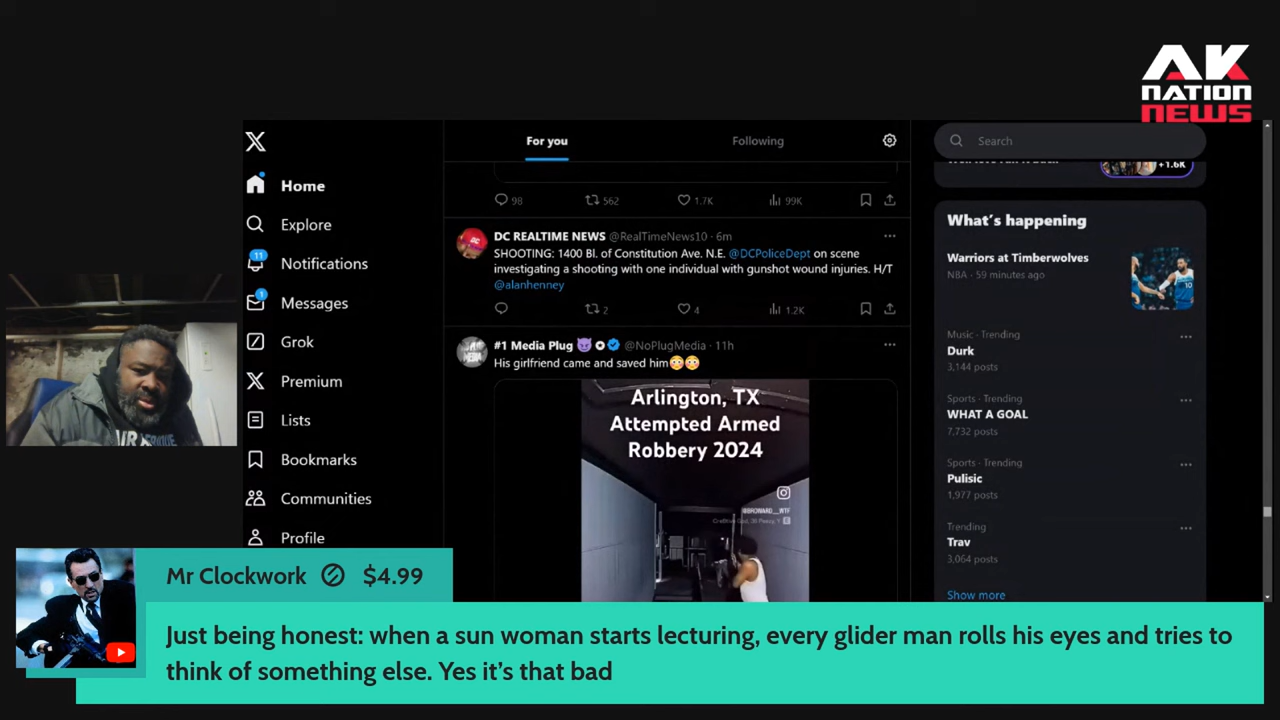 AK
NATION
NEWS
For you
Following
Search
+1.6K
Home
Explore
11
Notifications
1
Messages
Grok
Premium
Lists
Bookmarks
Communities
Profile
98
562
1.7K
99K
DC REALTIME NEWS @RealTimeNews10 · 6m
SHOOTING: 1400 Bl. of Constitution Ave. N.E. @DCPoliceDept on scene
investigating a shooting with one individual with gunshot wound injuries. H/T
@alanhenney
2
4
1.2K
#1 Media Plug @NoPlugMedia · 11h
His girlfriend came and saved him
Arlington, TX
Attempted Armed
Robbery 2024
@BROWARD__WTF
What's happening
Warriors at Timberwolves
NBA · 59 minutes ago
Music · Trending
Durk
3,144 posts
Sports · Trending
WHAT A GOAL
7,732 posts
Sports · Trending
Pulisic
1,977 posts
Trending
Trav
3,064 posts
Show more
Mr Clockwork $4.99
Just being honest: when a sun woman starts lecturing, every glider man rolls his eyes and tries to
think of something else. Yes it's that bad